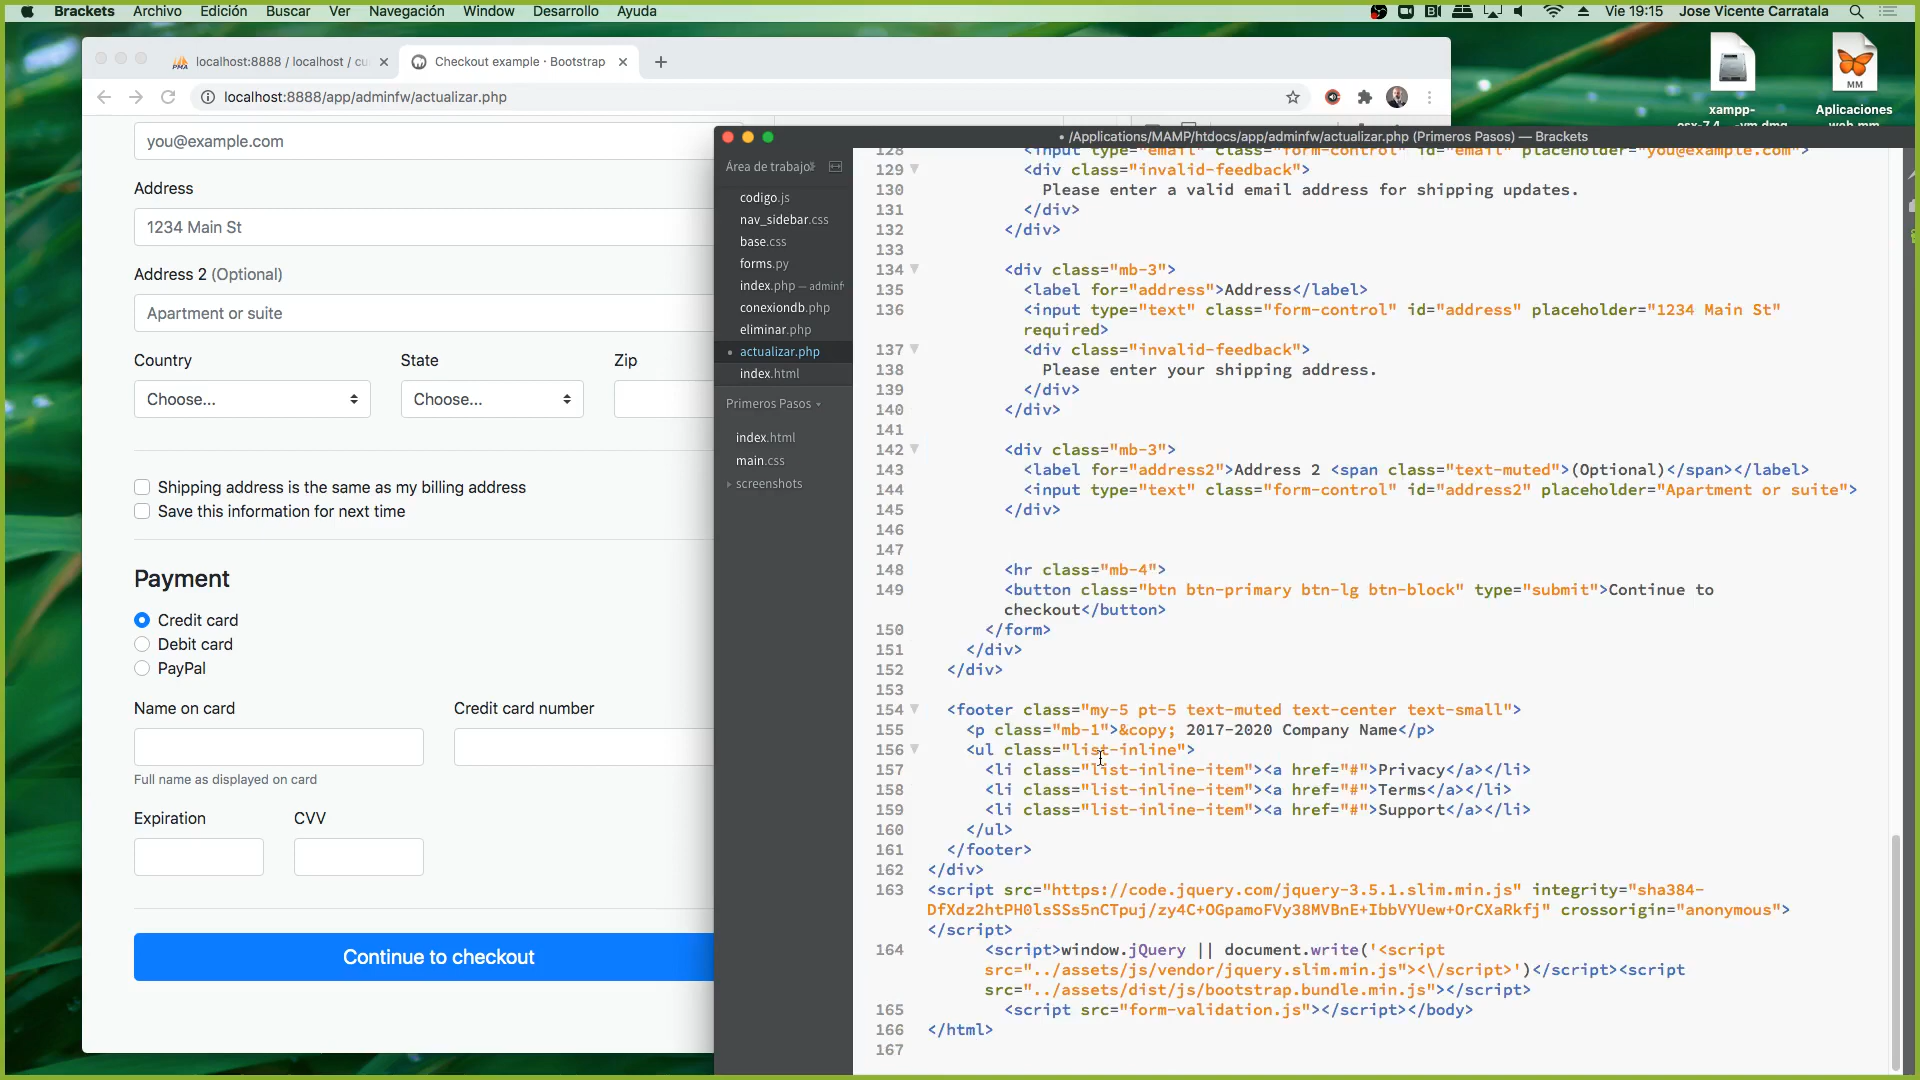 Brackets Archivo Edición Buscar Ver Navegación Window Desarrollo Ayuda
Vie 19:15 Jose Vicente Carratala
localhost:8888 / localhost / cu
Checkout example · Bootstrap
localhost:8888/app/adminfw/actualizar.php
xampp-
Aplicaciones
MM
you@example.com
Address
1234 Main St
Address 2 (Optional)
Apartment or suite
Country State Zip
Choose... Choose...
Shipping address is the same as my billing address
Save this information for next time
Payment
Credit card
Debit card
PayPal
Name on card Credit card number
Full name as displayed on card
Expiration CVV
Continue to checkout
• /Applications/MAMP/htdocs/app/adminfw/actualizar.php (Primeros Pasos) — Brackets
Área de trabajo
codigo.js
nav_sidebar.css
base.css
forms.py
index.php — adminf
conexiondb.php
eliminar.php
actualizar.php
index.html
Primeros Pasos
index.html
main.css
screenshots
128 <input type="email" class="form-control" id="email" placeholder="you@example.com">
129 <div class="invalid-feedback">
130 Please enter a valid email address for shipping updates.
131 </div>
132 </div>
133
134 <div class="mb-3">
135 <label for="address">Address</label>
136 <input type="text" class="form-control" id="address" placeholder="1234 Main St"
required>
137 <div class="invalid-feedback">
138 Please enter your shipping address.
139 </div>
140 </div>
141
142 <div class="mb-3">
143 <label for="address2">Address 2 <span class="text-muted">(Optional)</span></label>
144 <input type="text" class="form-control" id="address2" placeholder="Apartment or suite">
145 </div>
146
147
148 <hr class="mb-4">
149 <button class="btn btn-primary btn-lg btn-block" type="submit">Continue to
checkout</button>
150 </form>
151 </div>
152 </div>
153
154 <footer class="my-5 pt-5 text-muted text-center text-small">
155 <p class="mb-1">&copy; 2017-2020 Company Name</p>
156 <ul class="list-inline">
157 <li class="list-inline-item"><a href="#">Privacy</a></li>
158 <li class="list-inline-item"><a href="#">Terms</a></li>
159 <li class="list-inline-item"><a href="#">Support</a></li>
160 </ul>
161 </footer>
162 </div>
163 <script src="https://code.jquery.com/jquery-3.5.1.slim.min.js" integrity="sha384-
DfXdz2htPH0lsSSs5nCTpuj/zy4C+OGpamoFVy38MVBnE+IbbVYUew+OrCXaRkfj" crossorigin="anonymous">
</script>
164 <script>window.jQuery || document.write('<script
src="../assets/js/vendor/jquery.slim.min.js"><\/script>')</script><script
src="../assets/dist/js/bootstrap.bundle.min.js"></script>
165 <script src="form-validation.js"></script></body>
166 </html>
167